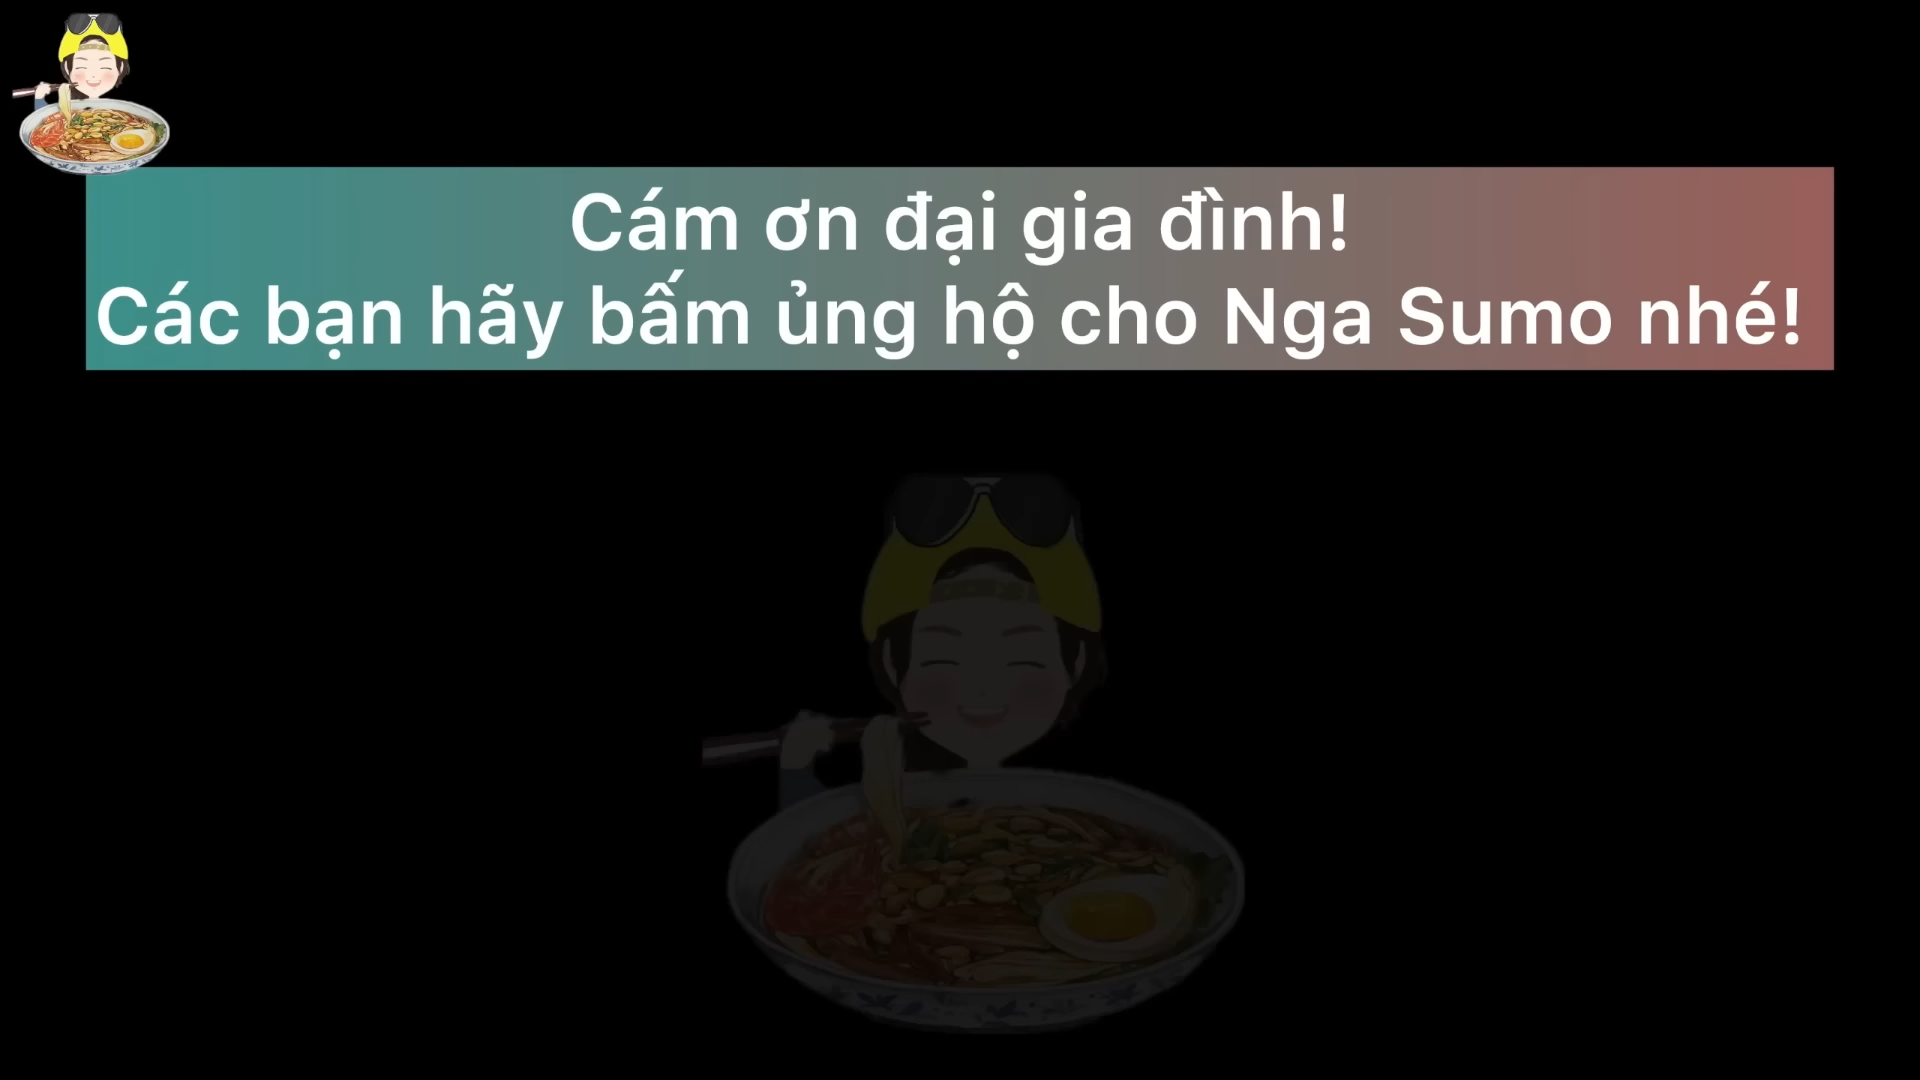 Cám ơn đại gia đình!
Các bạn hãy bấm ủng hộ cho Nga Sumo nhé!